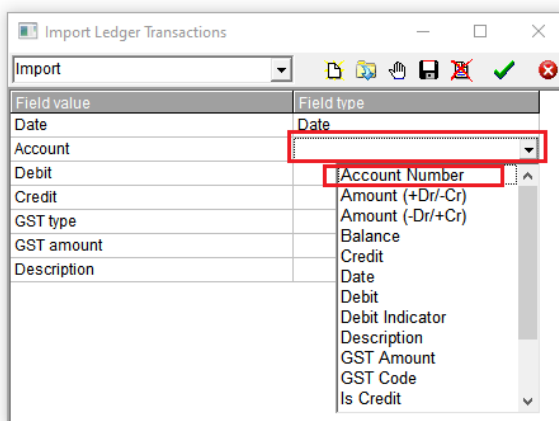 Import Ledger Transactions
Import
Field value Field type
Date Date
Account
Debit Account Number
Credit Amount (+Dr/-Cr)
Amount (-Dr/+Cr)
GST type Balance
GST amount Credit
Description Date
Debit
Debit Indicator
Description
GST Amount
GST Code
Is Credit